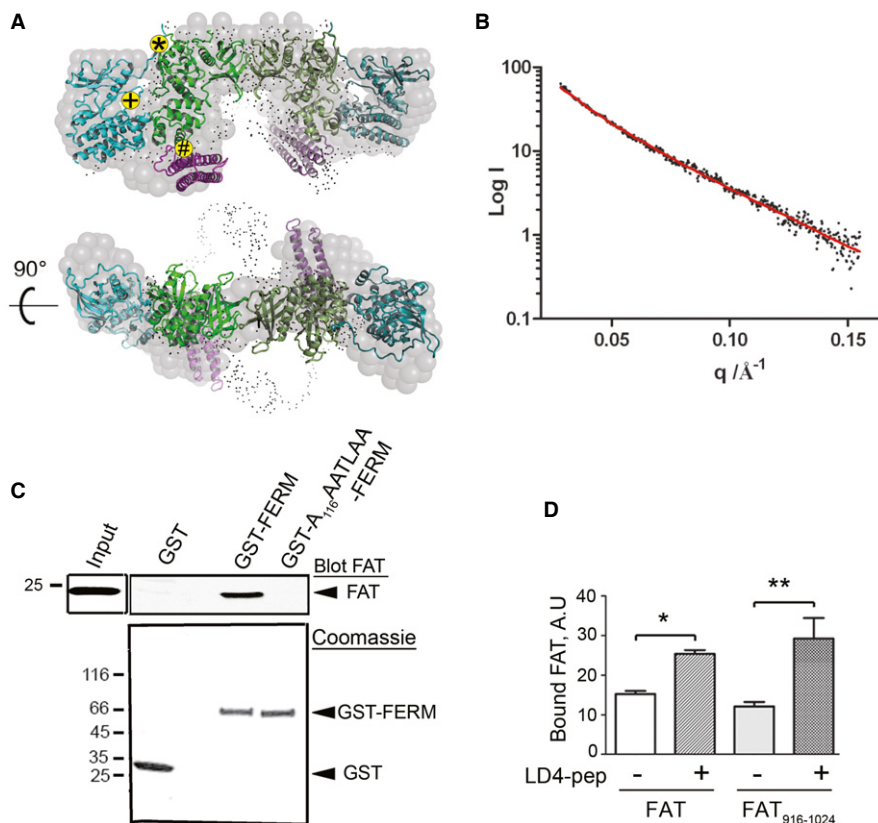 A
*
+
#
90°
B
Log I
100
10
1
0.1
0.05
0.10
0.15
q /Å-1
C
Input
GST
GST-FERM
GST-A116AATLAA
-FERM
Blot FAT
25
FAT
Coomassie
116
66
45
35
25
GST-FERM
GST
D
Bound FAT, A.U
40
30
20
10
0
*
**
LD4-pep - + - +
FAT
FAT916-1024